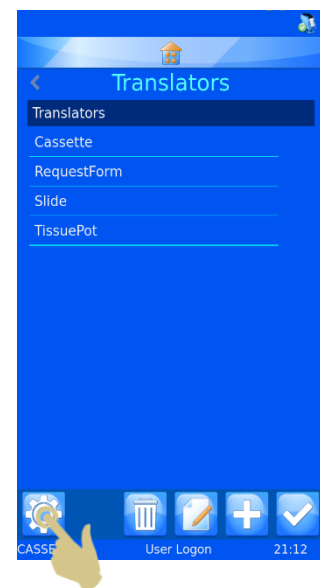 Translators
Translators
Cassette
RequestForm
Slide
TissuePot
User Logon 21:12